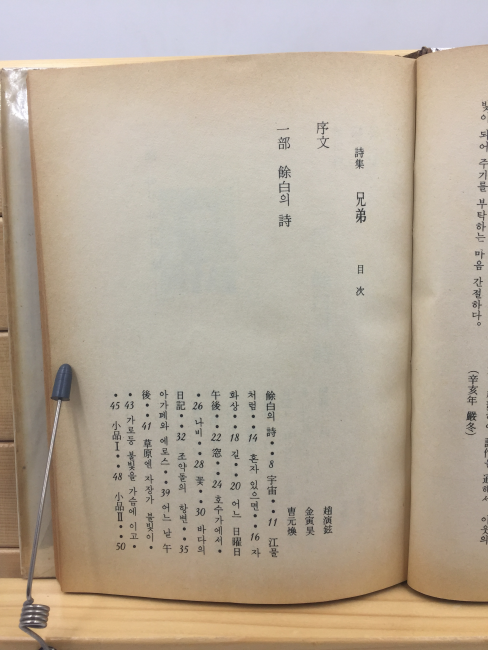 빛이 되어 주기를 부탁하는 마음 간절하다.
(辛亥年 嚴冬)
詩集 兄弟 目次
序文
趙演鉉
金寅昊
曺元煥
一部 餘白의 詩
餘白의 詩••8 宇宙••11 江물
처럼••14 혼자 있으면••16 자
화상••18 길••20 어느 日曜日
午後••22 窓••24 호수가에서•
•26 나비••28 꽃••30 바다의
日記••32 조약돌의 항변••35
아가페와 에로스••39 어느 날 午
後••41 草原엔 자장가 불빛이•
•43 가로등 불빛을 가슴에 이고•
•45 小品Ⅰ••48 小品Ⅱ••50